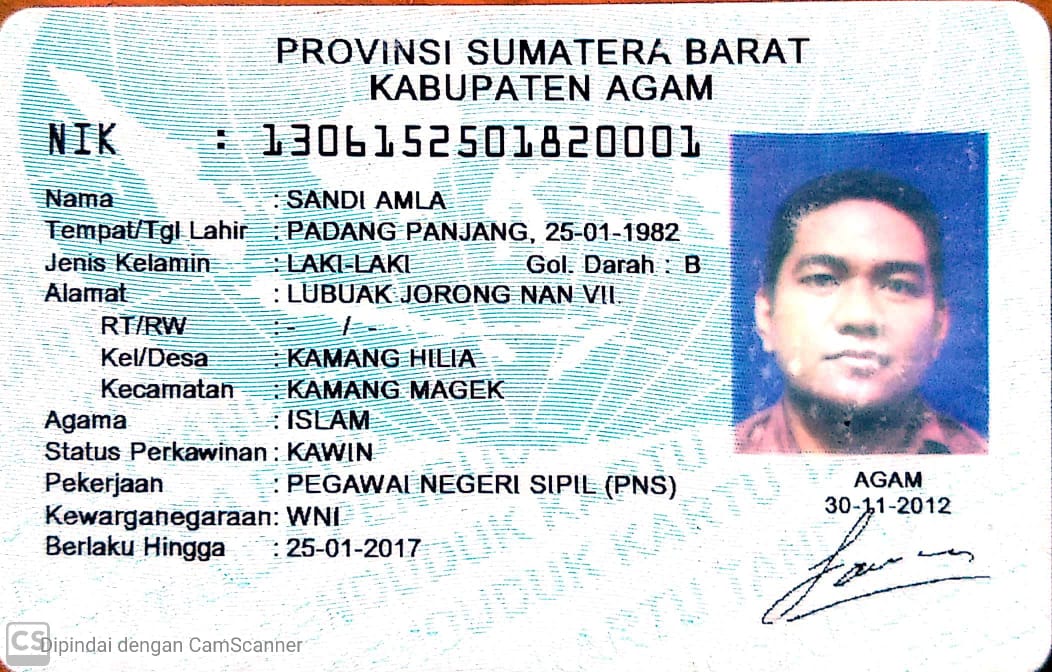 PROVINSI SUMATERA BARAT
KABUPATEN AGAM
NIK : 1306152501820001
Nama : SANDI AMLA
Tempat/Tgl Lahir : PADANG PANJANG, 25-01-1982
Jenis Kelamin : LAKI-LAKI Gol. Darah : B
Alamat : LUBUAK JORONG NAN VII.
RT/RW : - / -
Kel/Desa : KAMANG HILIA
Kecamatan : KAMANG MAGEK
Agama : ISLAM
Status Perkawinan : KAWIN
Pekerjaan : PEGAWAI NEGERI SIPIL (PNS)
Kewarganegaraan: WNI
Berlaku Hingga : 25-01-2017
AGAM
30-11-2012
CS Dipindai dengan CamScanner